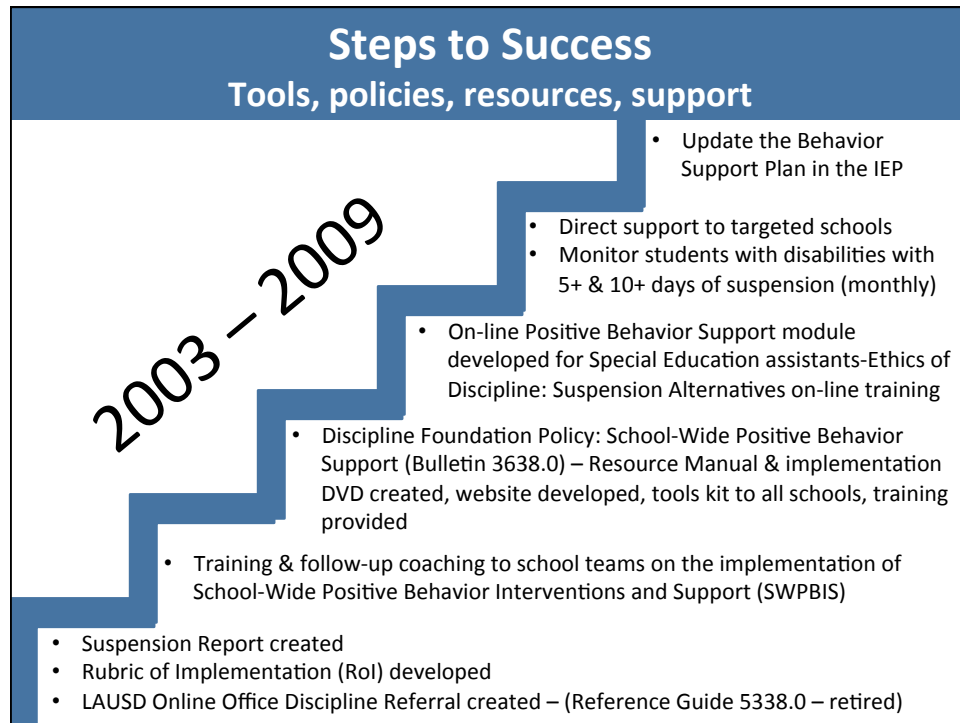 Steps to Success
Tools, policies, resources, support
2003 – 2009
• Update the Behavior
Support Plan in the IEP
• Direct support to targeted schools
• Monitor students with disabilities with
5+ & 10+ days of suspension (monthly)
• On-line Positive Behavior Support module
developed for Special Education assistants-Ethics of
Discipline: Suspension Alternatives on-line training
• Discipline Foundation Policy: School-Wide Positive Behavior
Support (Bulletin 3638.0) – Resource Manual & implementation
DVD created, website developed, tools kit to all schools, training
provided
• Training & follow-up coaching to school teams on the implementation of
School-Wide Positive Behavior Interventions and Support (SWPBIS)
• Suspension Report created
• Rubric of Implementation (RoI) developed
• LAUSD Online Office Discipline Referral created – (Reference Guide 5338.0 – retired)